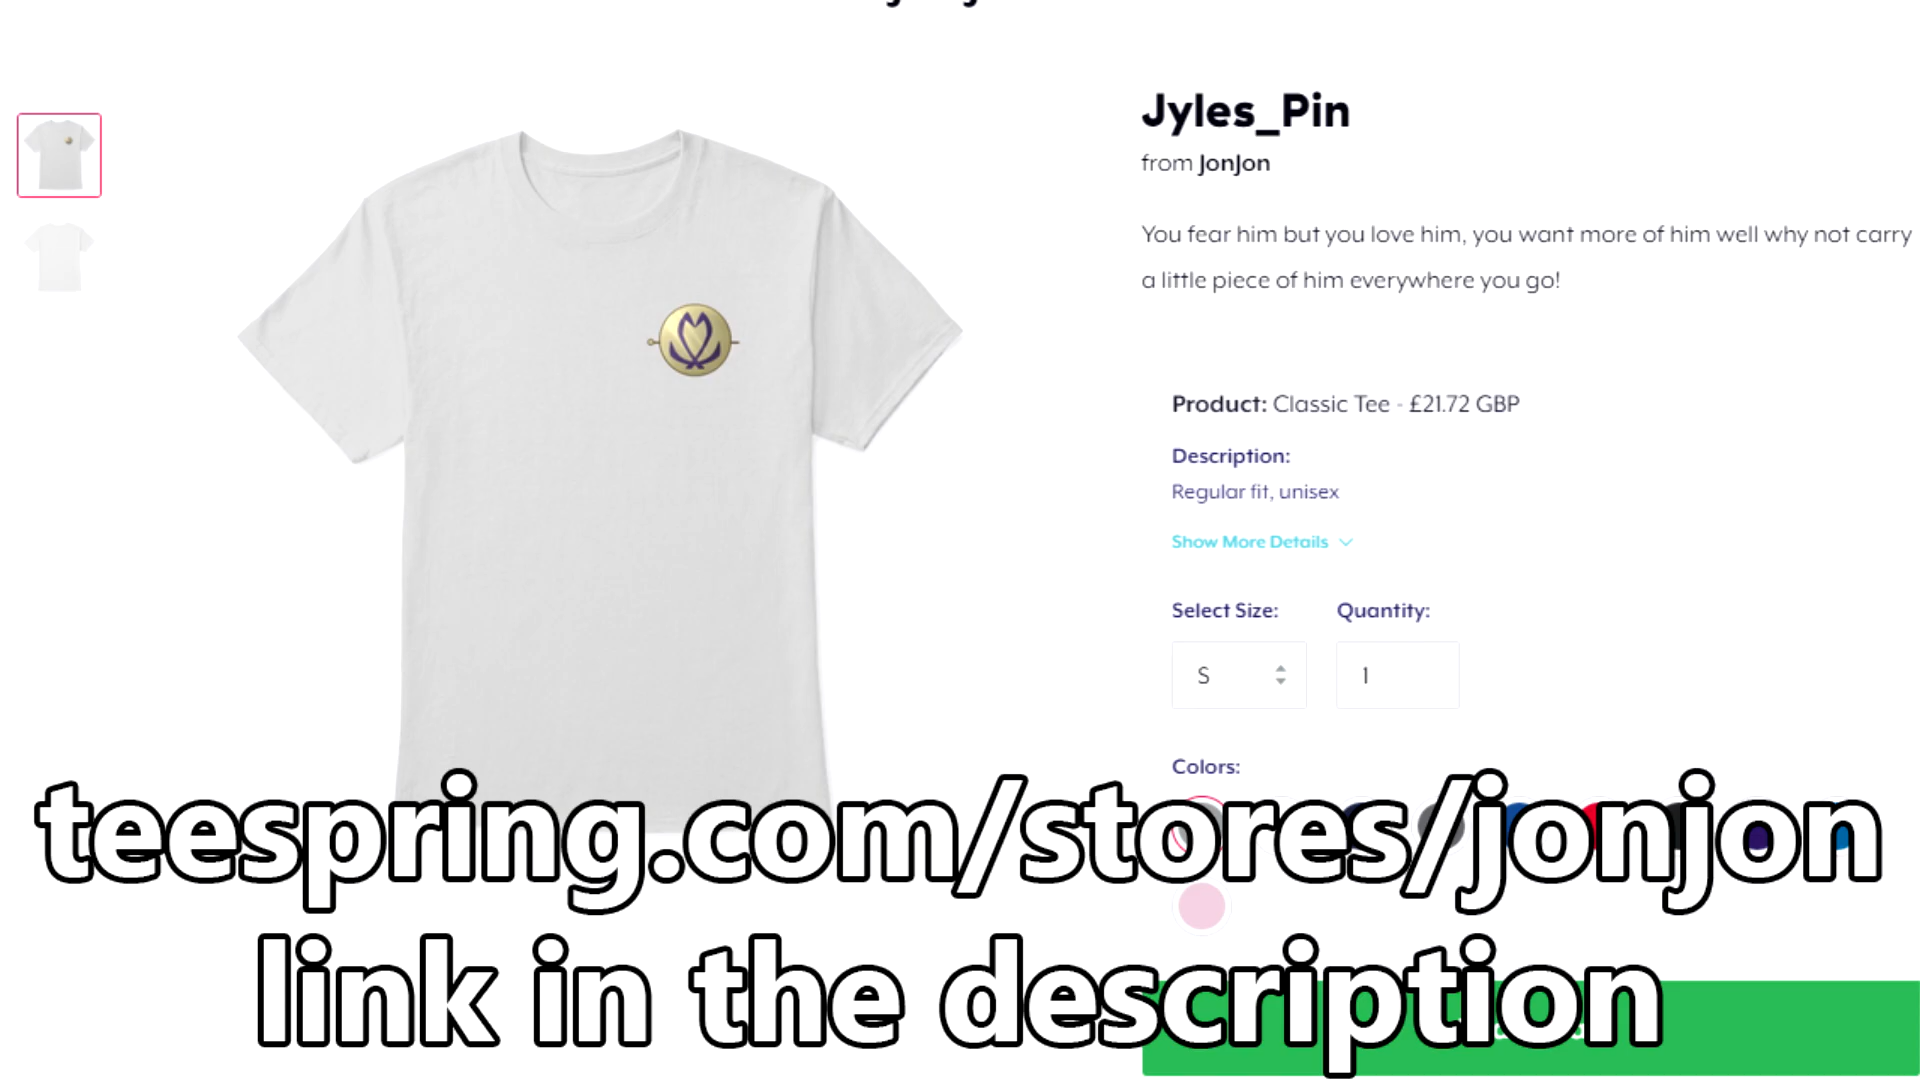 Jyles_Pin
from JonJon
You fear him but you love him, you want more of him well why not carry
a little piece of him everywhere you go!
Product: Classic Tee - £21.72 GBP
Description:
Regular fit, unisex
Show More Details
Select Size: Quantity:
S 1
Colors:
teespring.com/stores/jonjon
link in the description